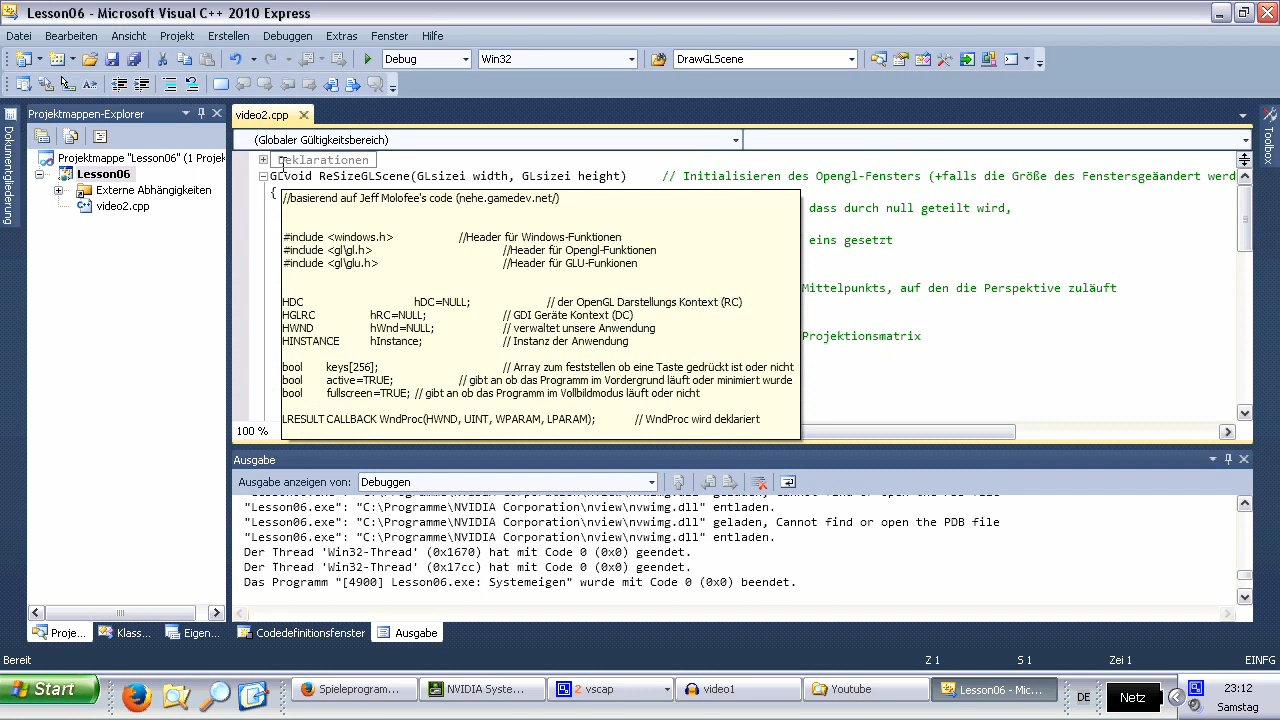 Lesson06 - Microsoft Visual C++ 2010 Express
Datei Bearbeiten Ansicht Projekt Erstellen Debuggen Extras Fenster Hilfe
Debug Win32 DrawGLScene
Projektmappen-Explorer
video2.cpp
Dokumentgliederung
Toolbox
(Globaler Gültigkeitsbereich)
Projektmappe "Lesson06" (1 Projek
Lesson06
Externe Abhängigkeiten
video2.cpp
Deklarationen
GLvoid ReSizeGLScene(GLsizei width, GLsizei height) // Initialisieren des Opengl-Fensters (+falls die Größe des Fenstersgeäandert werd
{
//basierend auf Jeff Molofee's code (nehe.gamedev.net/)
dass durch null geteilt wird,
#include <windows.h> //Header für Windows-Funktionen
eins gesetzt
#include <gl\gl.h> //Header für Opengl-Funktionen
#include <gl\glu.h> //Header für GLU-Funkionen
Mittelpunkts, auf den die Perspektive zuläuft
HDC hDC=NULL; // der OpenGL Darstellungs Kontext (RC)
HGLRC hRC=NULL; // GDI Geräte Kontext (DC)
HWND hWnd=NULL; // verwaltet unsere Anwendung
Projektionsmatrix
HINSTANCE hInstance; // Instanz der Anwendung
bool keys[256]; // Array zum feststellen ob eine Taste gedrückt ist oder nicht
bool active=TRUE; // gibt an ob das Programm im Vordergrund läuft oder minimiert wurde
bool fullscreen=TRUE; // gibt an ob das Programm im Vollbildmodus läuft oder nicht
LRESULT CALLBACK WndProc(HWND, UINT, WPARAM, LPARAM); // WndProc wird deklariert
100 %
Ausgabe
Ausgabe anzeigen von: Debuggen
"Lesson06.exe": "C:\Programme\NVIDIA Corporation\nview\nvwimg.dll" entladen.
"Lesson06.exe": "C:\Programme\NVIDIA Corporation\nview\nvwimg.dll" geladen, Cannot find or open the PDB file
"Lesson06.exe": "C:\Programme\NVIDIA Corporation\nview\nvwimg.dll" entladen.
Der Thread 'Win32-Thread' (0x1670) hat mit Code 0 (0x0) geendet.
Der Thread 'Win32-Thread' (0x17cc) hat mit Code 0 (0x0) geendet.
Das Programm "[4900] Lesson06.exe: Systemeigen" wurde mit Code 0 (0x0) beendet.
Proje... Klass... Eigen... Codedefinitionsfenster Ausgabe
Bereit Z 1 S 1 Zei 1 EINFG
Start Spieleprogram... NVIDIA Syste... 2 vscap video1 Youtube Lesson06 - Mic... DE Netz 23:12
Samstag